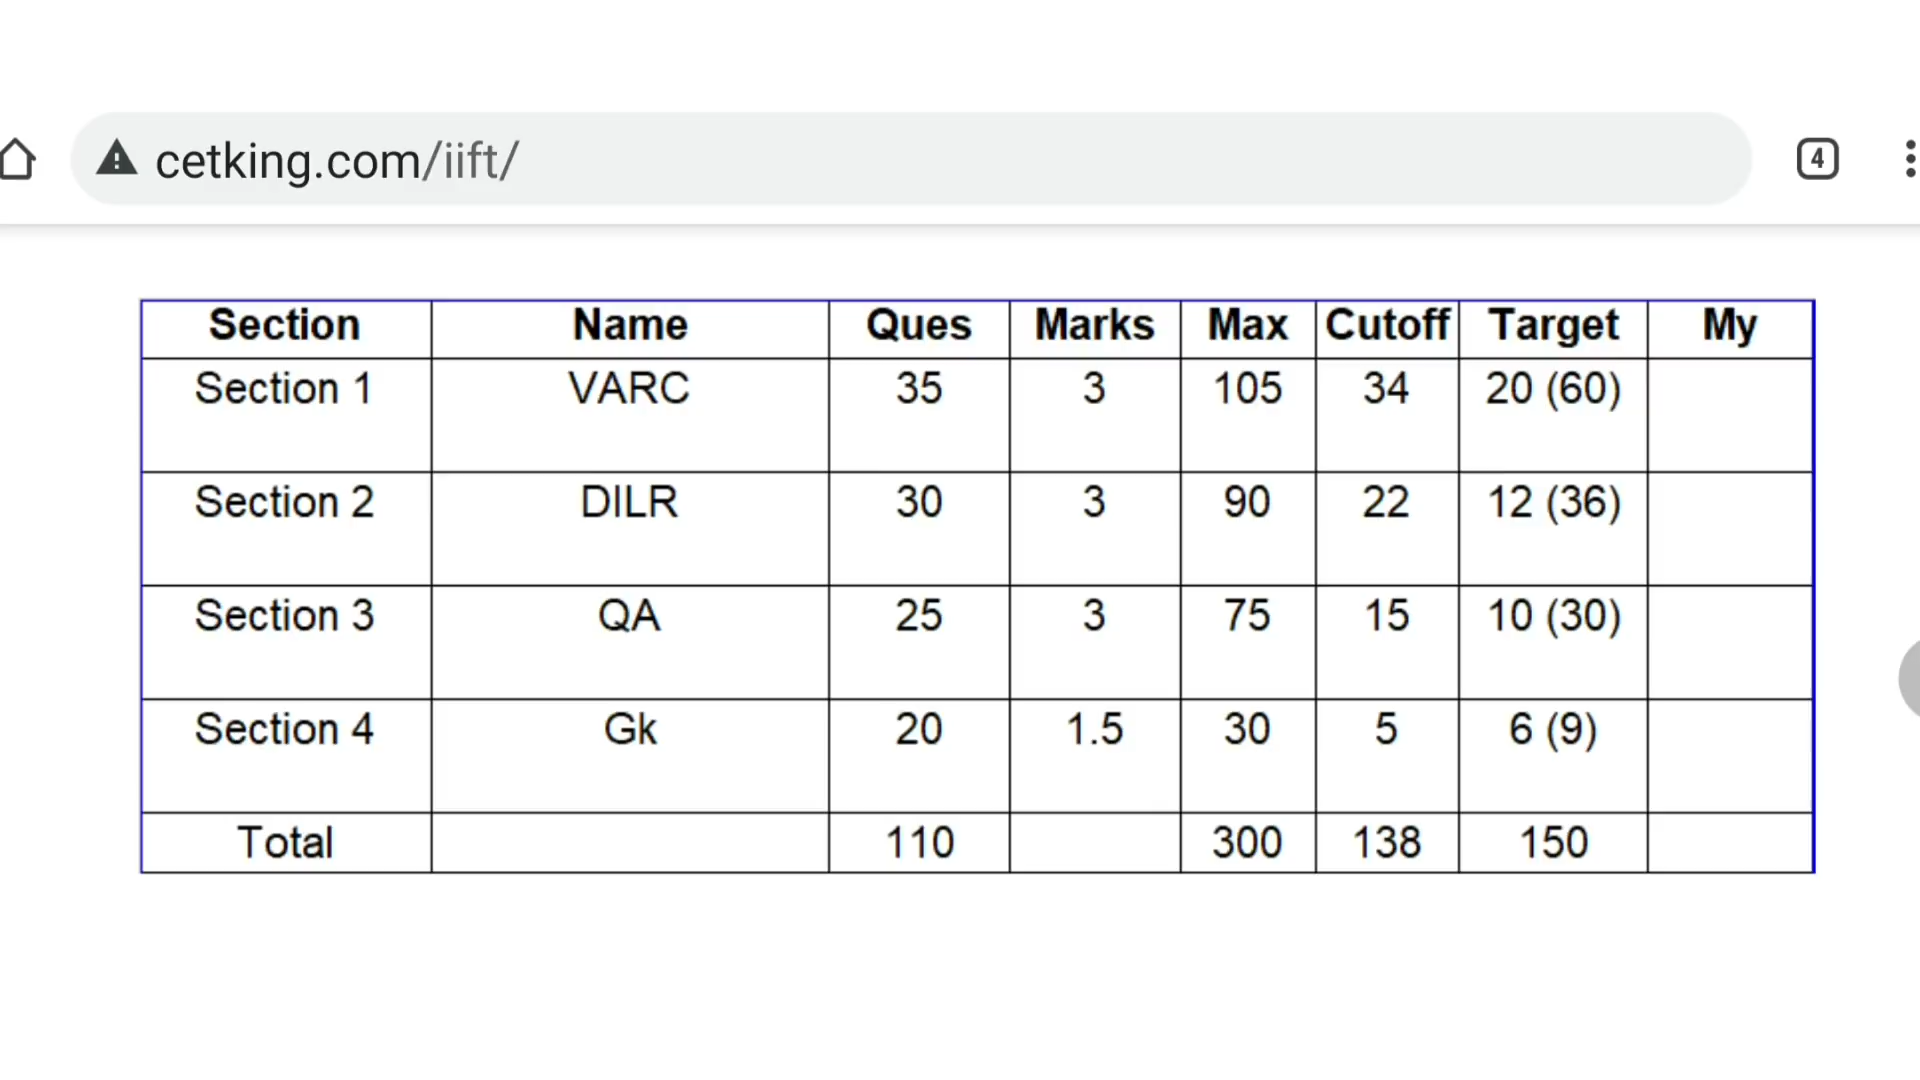 cetking.com/iift/
4
Section Name Ques Marks Max Cutoff Target My
Section 1 VARC 35 3 105 34 20 (60)
Section 2 DILR 30 3 90 22 12 (36)
Section 3 QA 25 3 75 15 10 (30)
Section 4 Gk 20 1.5 30 5 6 (9)
Total 110 300 138 150